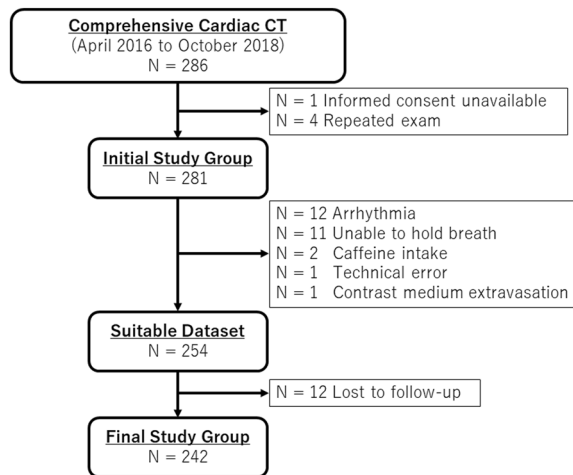 Comprehensive Cardiac CT
(April 2016 to October 2018)
N = 286
N = 1 Informed consent unavailable
N = 4 Repeated exam
Initial Study Group
N = 281
N = 12 Arrhythmia
N = 11 Unable to hold breath
N = 2 Caffeine intake
N = 1 Technical error
N = 1 Contrast medium extravasation
Suitable Dataset
N = 254
N = 12 Lost to follow-up
Final Study Group
N = 242